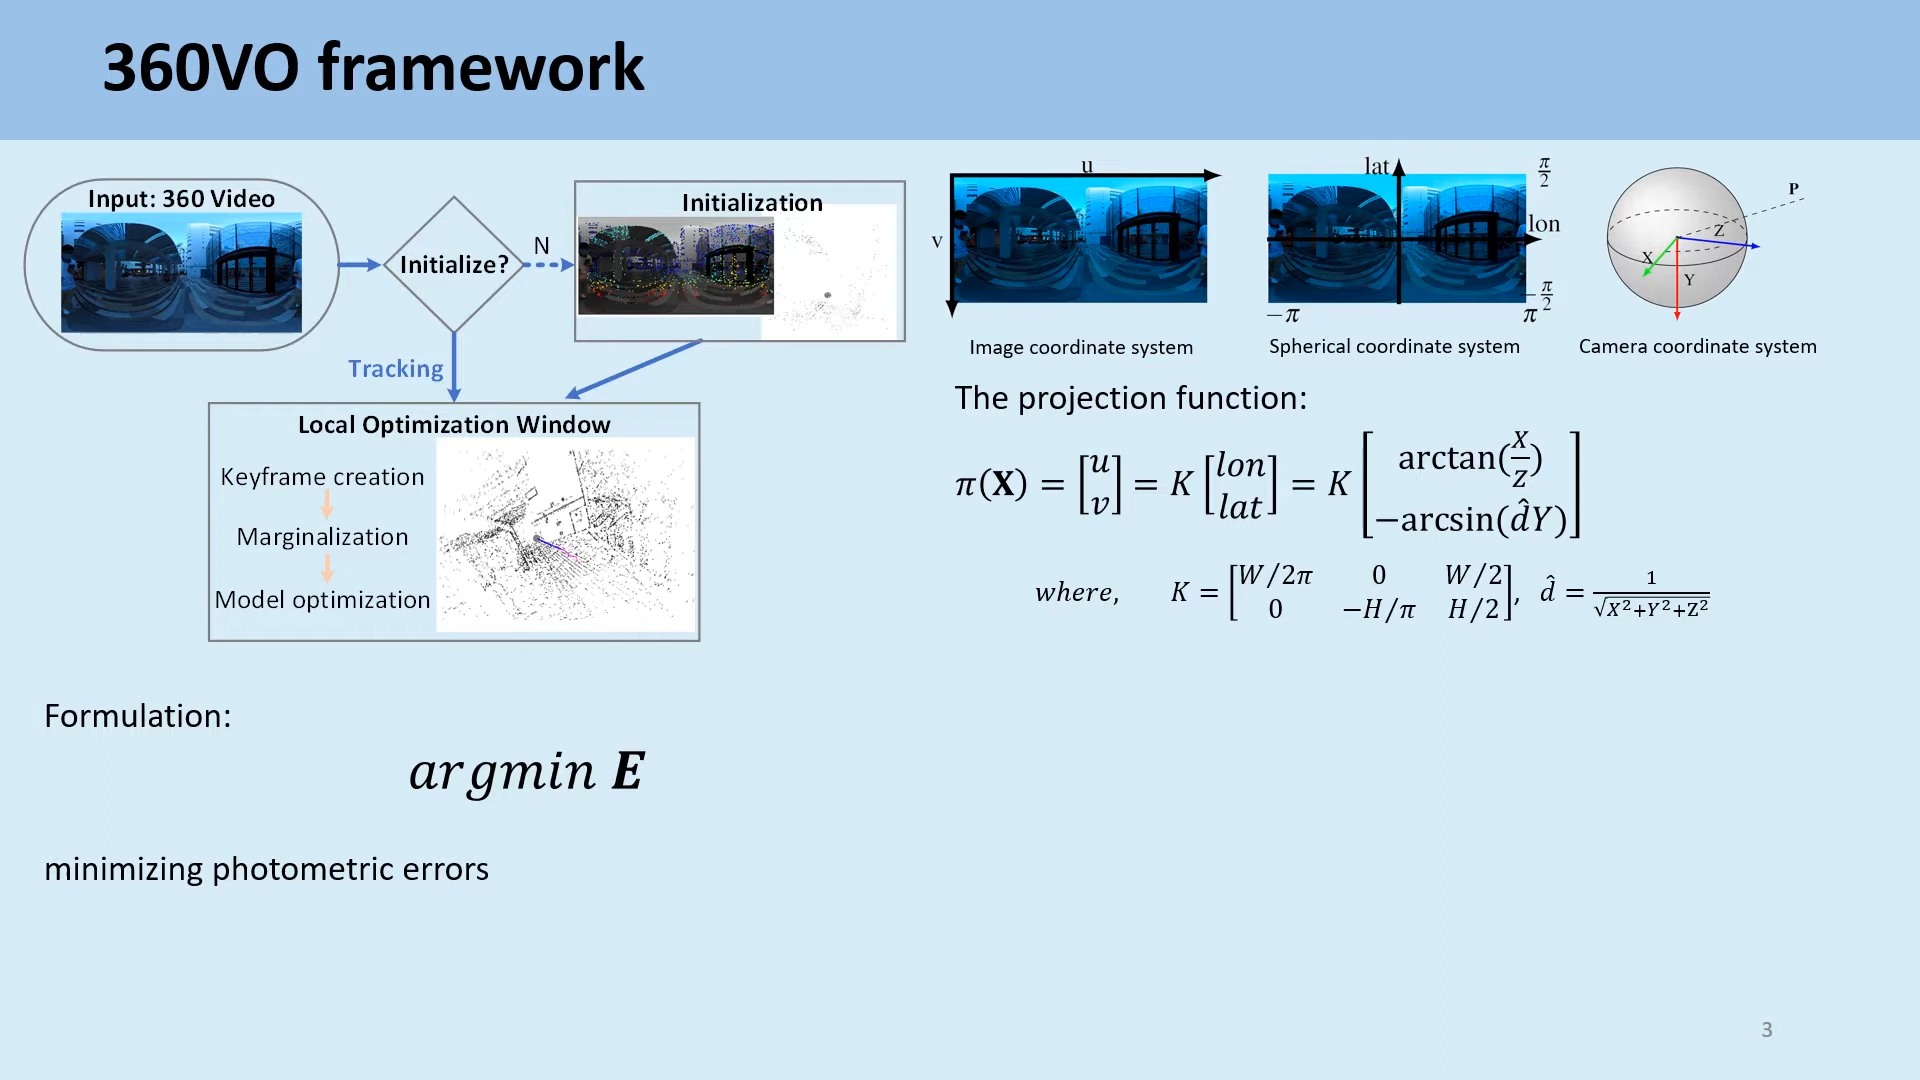 360VO framework
Input: 360 Video
Initialize?
N
Initialization
Tracking
Local Optimization Window
Keyframe creation
Marginalization
Model optimization
Formulation:
argmin E
minimizing photometric errors
u
v
Image coordinate system
lat
π/2
lon
−π/2
−π
π
Spherical coordinate system
P
Z
X
Y
Camera coordinate system
The projection function:
π(X) = [u v] = K [lon lat] = K [arctan(X/Z) −arcsin(d̂Y)]
where, K = [W/2π 0 W/2 0 −H/π H/2], d̂ = 1/√X²+Y²+Z²
3